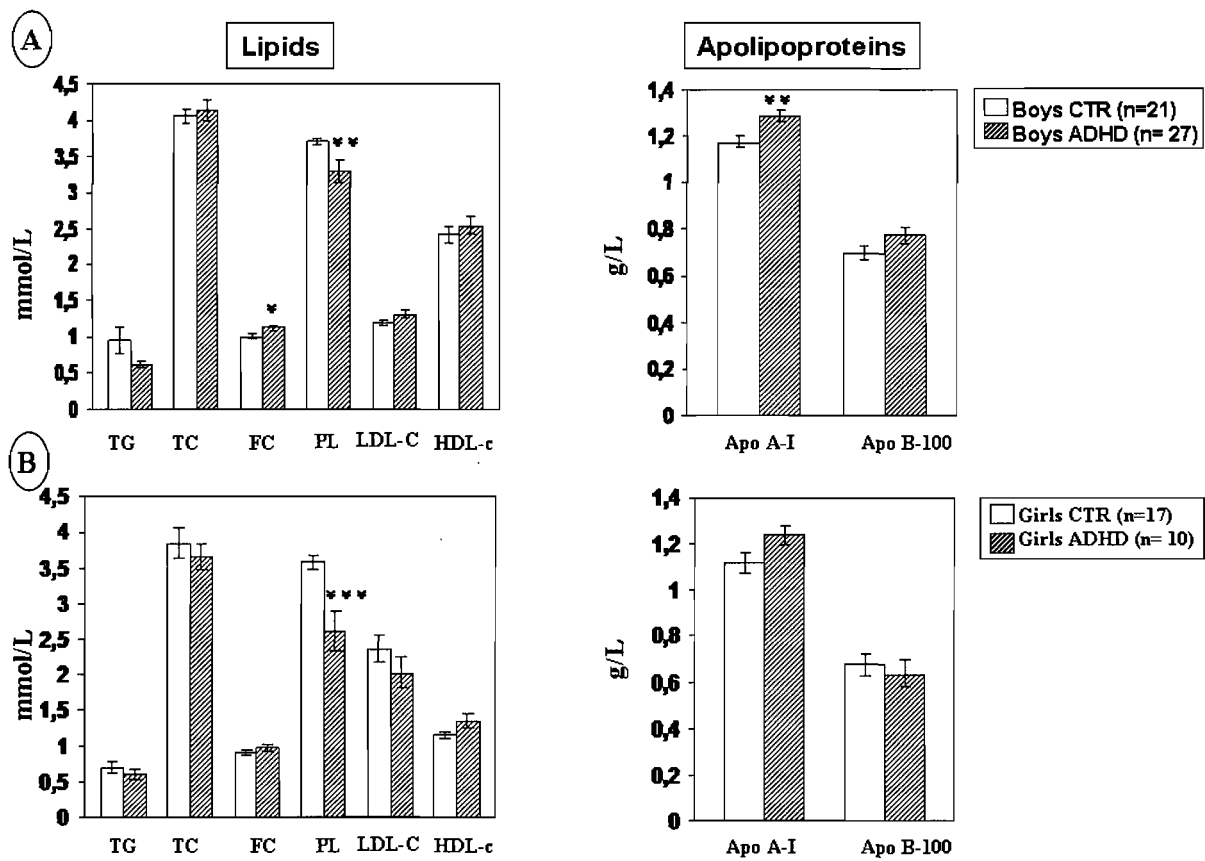 A
Lipids
Apolipoproteins
4,5
4
3,5
3
2,5
2
1,5
1
0,5
0
mmol/L
¥¥
¥
TG TC FC PL LDL-C HDL-c
1,4
1,2
1
0,8
0,6
0,4
0,2
0
g/L
¥¥
Apo A-I Apo B-100
Boys CTR (n=21)
Boys ADHD (n= 27)
B
4,5
4
3,5
3
2,5
2
1,5
1
0,5
0
mmol/L
¥¥¥
TG TC FC PL LDL-C HDL-c
1,4
1,2
1
0,8
0,6
0,4
0,2
0
g/L
Apo A-I Apo B-100
Girls CTR (n=17)
Girls ADHD (n= 10)